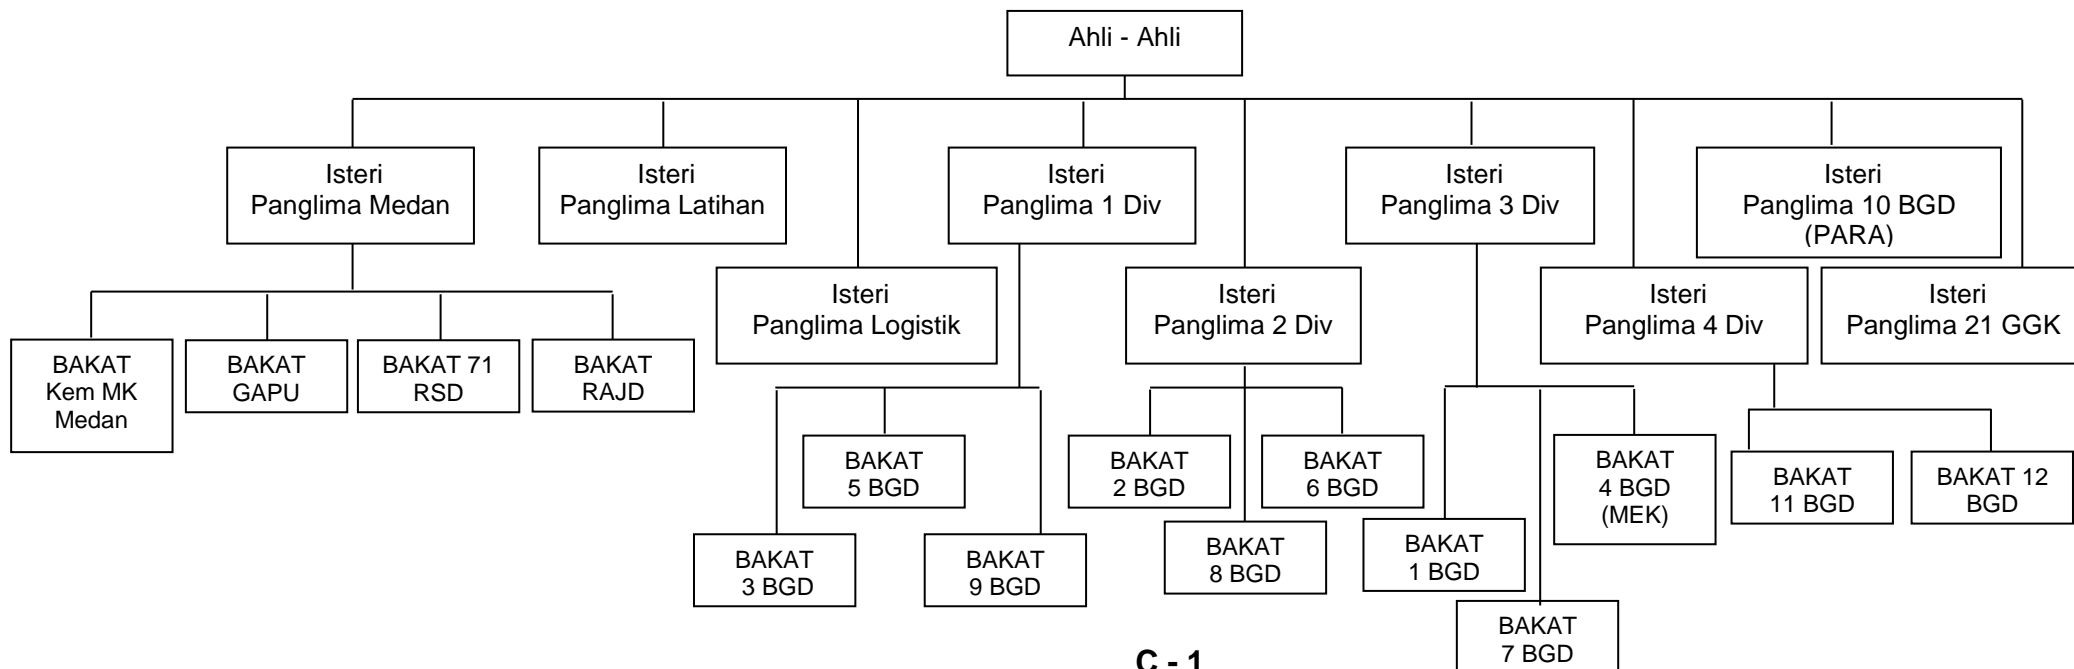 Ahli - Ahli
Isteri
Panglima Medan
Isteri
Panglima Latihan
Isteri
Panglima 1 Div
Isteri
Panglima 3 Div
Isteri
Panglima 10 BGD
(PARA)
Isteri
Panglima Logistik
Isteri
Panglima 2 Div
Isteri
Panglima 4 Div
Isteri
Panglima 21 GGK
BAKAT
Kem MK
Medan
BAKAT
GAPU
BAKAT 71
RSD
BAKAT
RAJD
BAKAT
5 BGD
BAKAT
2 BGD
BAKAT
6 BGD
BAKAT
4 BGD
(MEK)
BAKAT
11 BGD
BAKAT 12
BGD
BAKAT
3 BGD
BAKAT
9 BGD
BAKAT
8 BGD
BAKAT
1 BGD
BAKAT
7 BGD
C - 1